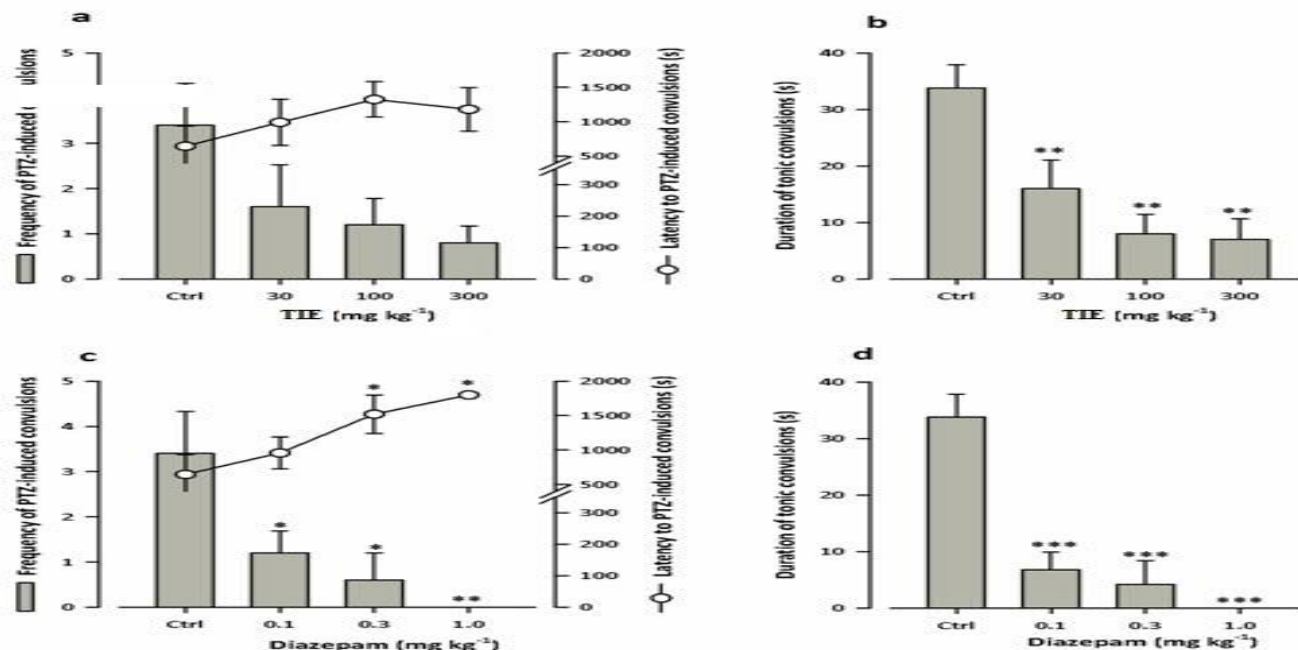 a
Frequency of PTZ-induced ulsions
5
3
2
1
0
2000
1500
1000
500
300
200
100
0
Latency to PTZ-induced convulsions (s)
Ctrl 30 100 300
TIE (mg kg-1)
b
Duration of tonic convulsions (s)
40
30
20
10
0
**
**
**
Ctrl 30 100 300
TIE (mg kg-1)
c
Frequency of PTZ-induced convulsions
5
4
3
2
1
0
*
*
**
*
*
2000
1500
1000
500
300
200
100
0
Latency to PTZ-induced convulsions (s)
Ctrl 0.1 0.3 1.0
Diazepam (mg kg-1)
d
Duration of tonic convulsions (s)
40
30
20
10
0
***
***
***
Ctrl 0.1 0.3 1.0
Diazepam (mg kg-1)